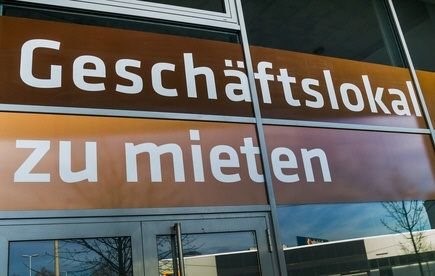 Geschäftslokal
zu mieten